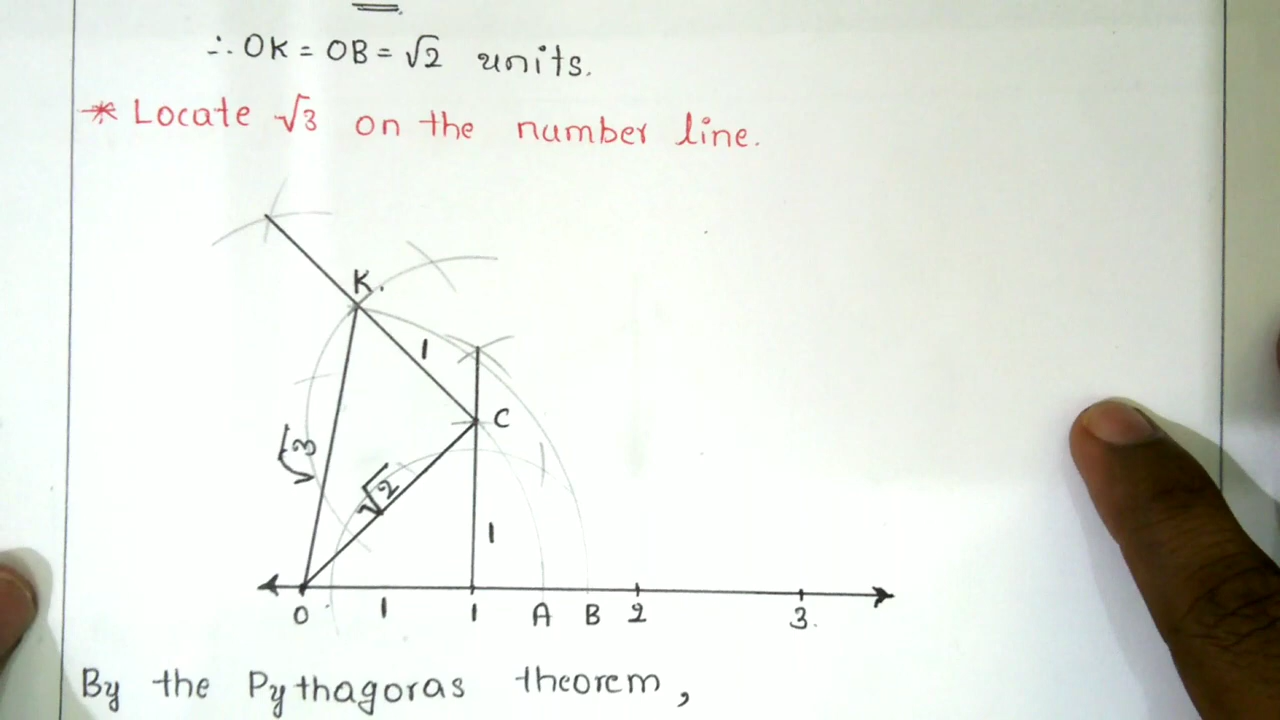 ∴ OK = OB = √2 units.
* Locate √3 on the number line.
K.
1
C
√3
√2
1
0 1 1 A B 2 3.
By the Pythagoras theorem,